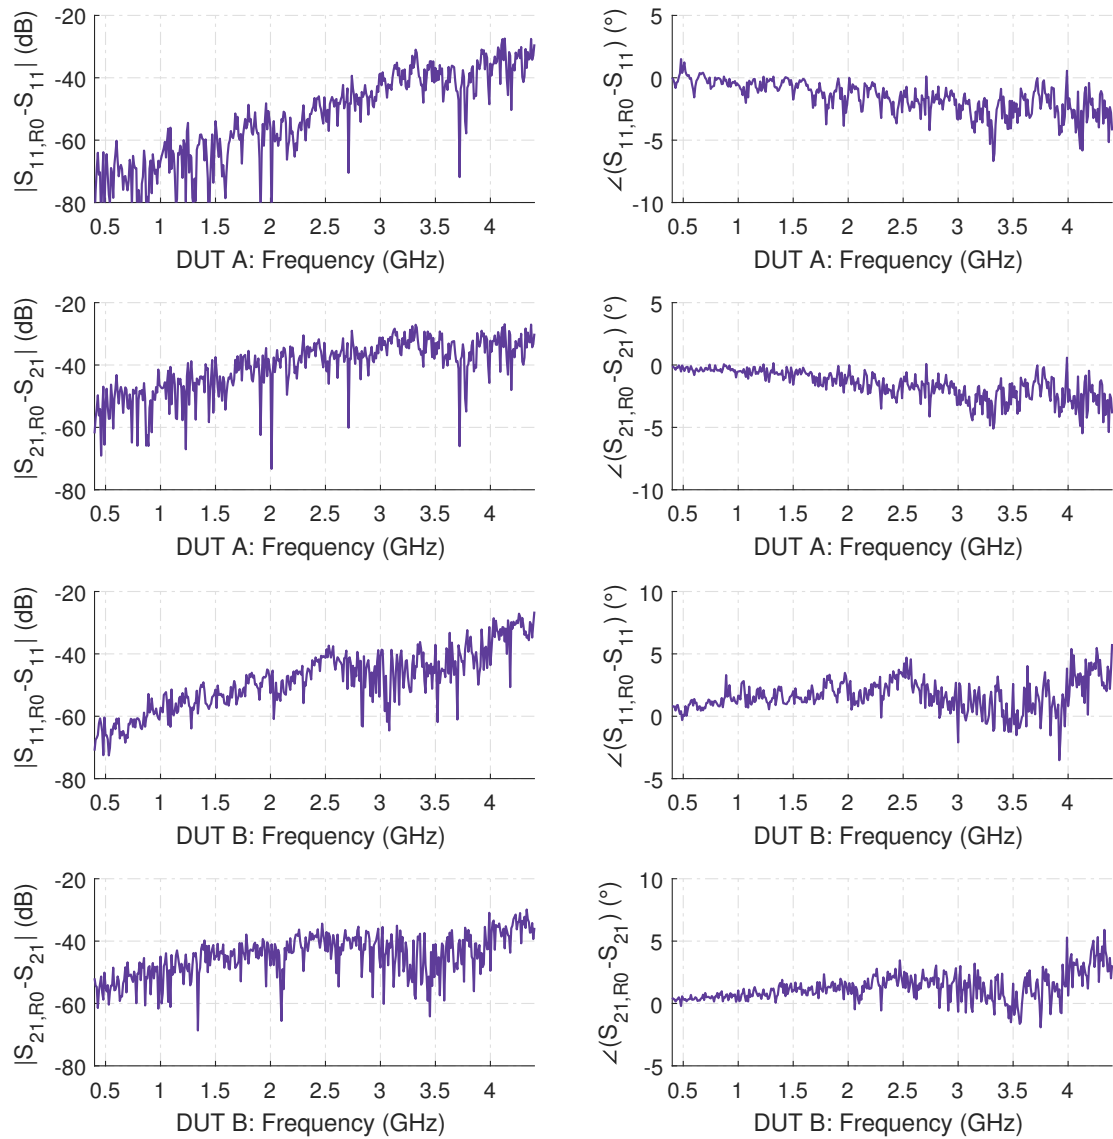 |S11,R0-S11| (dB)
-20
-40
-60
-80
0.5 1 1.5 2 2.5 3 3.5 4
DUT A: Frequency (GHz)
∠(S11,R0-S11) (°)
5
0
-5
-10
0.5 1 1.5 2 2.5 3 3.5 4
DUT A: Frequency (GHz)
|S21,R0-S21| (dB)
-20
-40
-60
-80
0.5 1 1.5 2 2.5 3 3.5 4
DUT A: Frequency (GHz)
∠(S21,R0-S21) (°)
5
0
-5
-10
0.5 1 1.5 2 2.5 3 3.5 4
DUT A: Frequency (GHz)
|S11,R0-S11| (dB)
-20
-40
-60
-80
0.5 1 1.5 2 2.5 3 3.5 4
DUT B: Frequency (GHz)
∠(S11,R0-S11) (°)
10
5
0
-5
0.5 1 1.5 2 2.5 3 3.5 4
DUT B: Frequency (GHz)
|S21,R0-S21| (dB)
-20
-40
-60
-80
0.5 1 1.5 2 2.5 3 3.5 4
DUT B: Frequency (GHz)
∠(S21,R0-S21) (°)
10
5
0
-5
0.5 1 1.5 2 2.5 3 3.5 4
DUT B: Frequency (GHz)